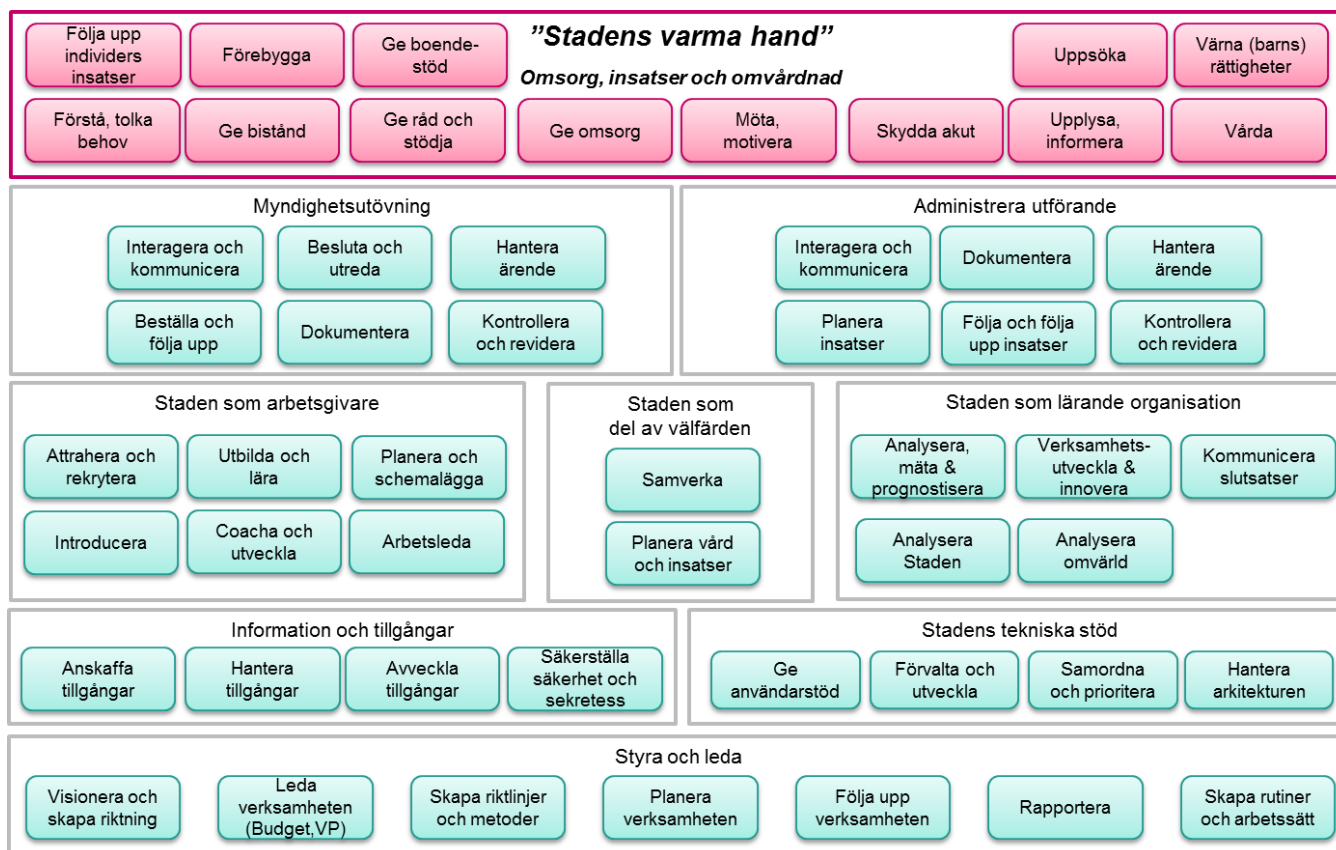 Följa upp
individers
insatser
Förebygga
Ge boende-
stöd
”Stadens varma hand”
Omsorg, insatser och omvårdnad
Uppsöka
Värna (barns)
rättigheter
Förstå, tolka
behov
Ge bistånd
Ge råd och
stödja
Ge omsorg
Möta,
motivera
Skydda akut
Upplysa,
informera
Vårda
Myndighetsutövning
Interagera och
kommunicera
Besluta och
utreda
Hantera
ärende
Beställa och
följa upp
Dokumentera
Kontrollera
och revidera
Administrera utförande
Interagera och
kommunicera
Dokumentera
Hantera
ärende
Planera
insatser
Följa och följa
upp insatser
Kontrollera
och revidera
Staden som arbetsgivare
Attrahera och
rekrytera
Utbilda och
lära
Planera och
schemalägga
Introducera
Coacha och
utveckla
Arbetsleda
Staden som
del av välfärden
Samverka
Planera vård
och insatser
Staden som lärande organisation
Analysera,
mäta &
prognostisera
Verksamhets-
utveckla &
innovera
Kommunicera
slutsatser
Analysera
Staden
Analysera
omvärld
Information och tillgångar
Anskaffa
tillgångar
Hantera
tillgångar
Avveckla
tillgångar
Säkerställa
säkerhet och
sekretess
Stadens tekniska stöd
Ge
användarstöd
Förvalta och
utveckla
Samordna
och prioritera
Hantera
arkitekturen
Styra och leda
Visionera och
skapa riktning
Leda
verksamheten
(Budget,VP)
Skapa riktlinjer
och metoder
Planera
verksamheten
Följa upp
verksamheten
Rapportera
Skapa rutiner
och arbetssätt